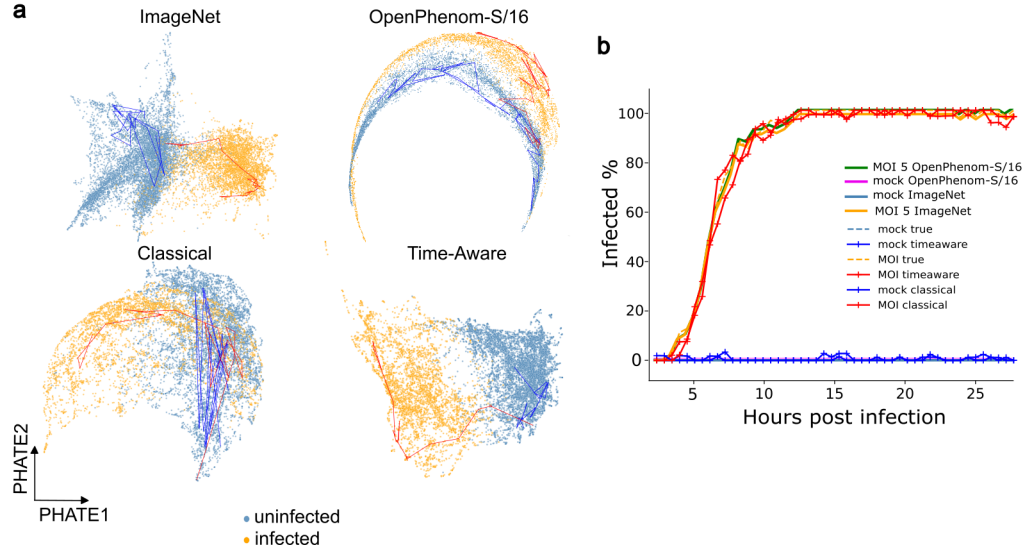 a
ImageNet
OpenPhenom-S/16
Classical
Time-Aware
PHATE2
PHATE1
uninfected
infected
b
Infected %
100
80
60
40
20
0
5
10
15
20
25
Hours post infection
MOI 5 OpenPhenom-S/16
mock OpenPhenom-S/16
mock ImageNet
MOI 5 ImageNet
mock true
mock timeaware
MOI true
MOI timeaware
mock classical
MOI classical